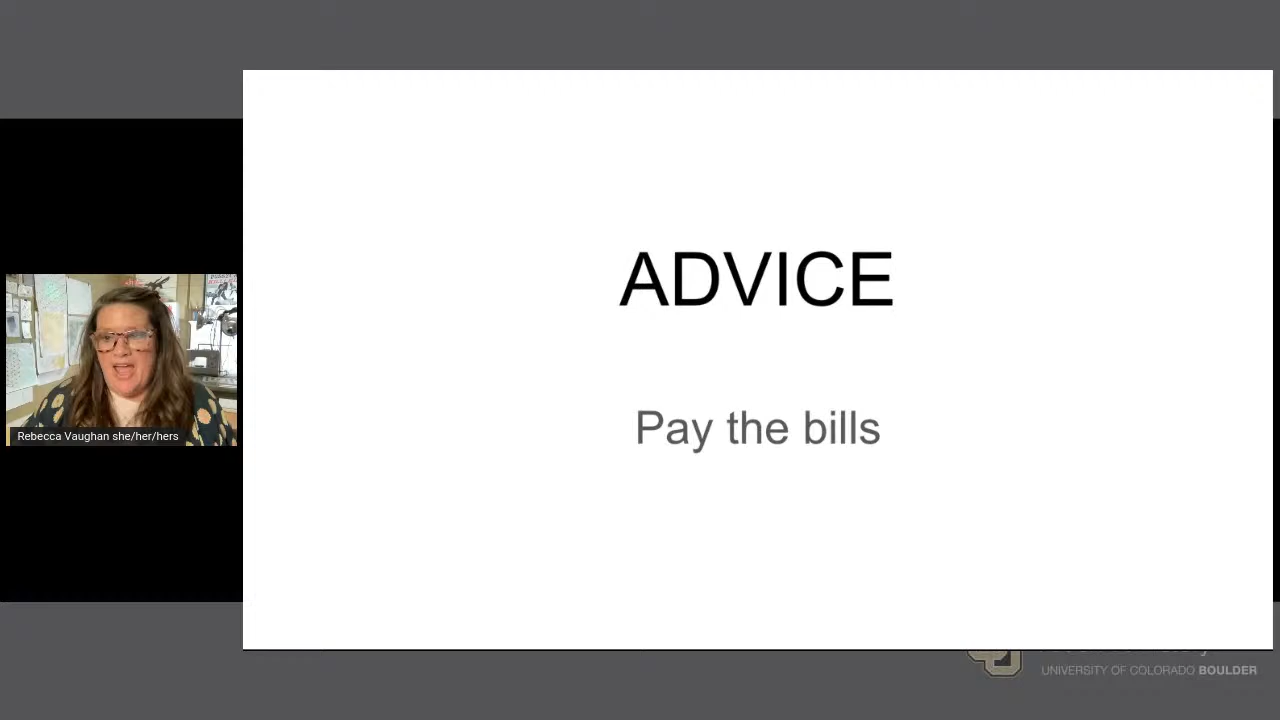 ADVICE
Pay the bills
Rebecca Vaughan she/her/hers
UNIVERSITY OF COLORADO BOULDER